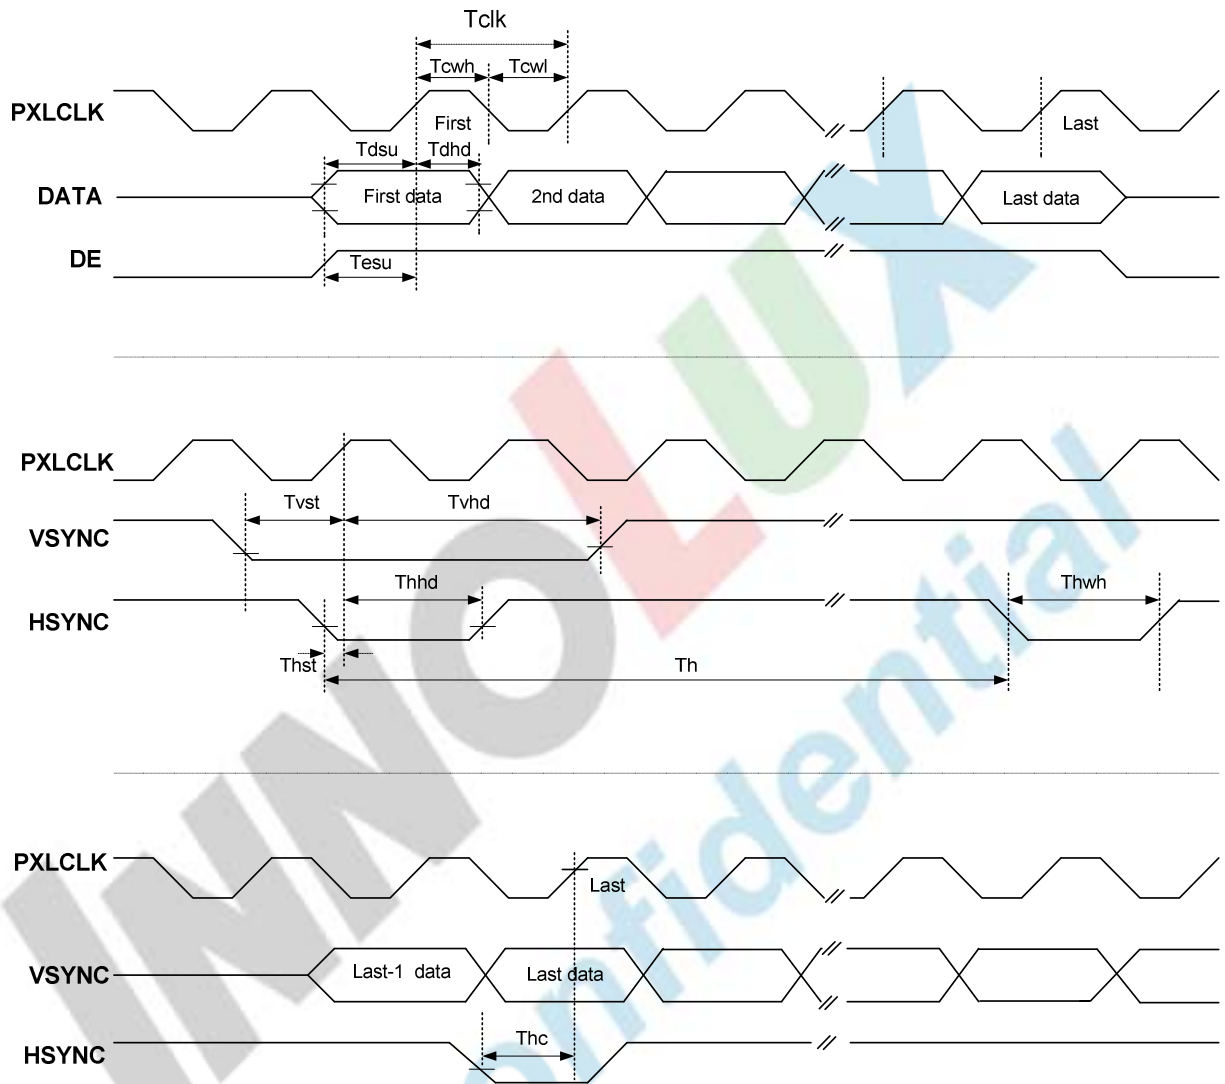 Tclk
Tcwh Tcwl
PXLCLK
First Last
Tdsu Tdhd
DATA First data 2nd data Last data
DE
Tesu
PXLCLK
Tvst Tvhd
VSYNC
Thhd Thwh
HSYNC
Thst Th
PXLCLK
Last
VSYNC Last-1 data Last data
Thc
HSYNC
INNOLUX
Confidential